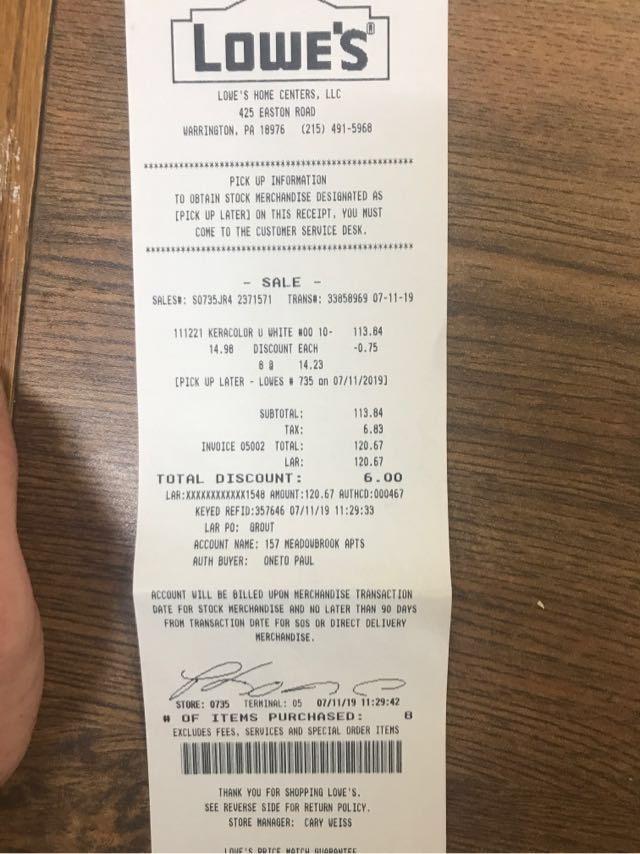 LOWE'S®
LOWE'S HOME CENTERS, LLC
425 EASTON ROAD
WARRINGTON, PA 18976 (215) 491-5968
************************************************
PICK UP INFORMATION
TO OBTAIN STOCK MERCHANDISE DESIGNATED AS
[PICK UP LATER] ON THIS RECEIPT, YOU MUST
COME TO THE CUSTOMER SERVICE DESK.
************************************************
- SALE -
SALES#: S0735JR4 2371571 TRANS#: 33858969 07-11-19
111221 KERACOLOR U WHITE #00 10- 113.84
14.98 DISCOUNT EACH -0.75
8 @ 14.23
[PICK UP LATER - LOWES # 735 on 07/11/2019]
SUBTOTAL: 113.84
TAX: 6.83
INVOICE 05002 TOTAL: 120.67
LAR: 120.67
TOTAL DISCOUNT: 6.00
LAR:XXXXXXXXXXXX1548 AMOUNT:120.67 AUTHCD:000467
KEYED REFID:357646 07/11/19 11:29:33
LAR PO: GROUT
ACCOUNT NAME: 157 MEADOWBROOK APTS
AUTH BUYER: ONETO PAUL
ACCOUNT WILL BE BILLED UPON MERCHANDISE TRANSACTION
DATE FOR STOCK MERCHANDISE AND NO LATER THAN 90 DAYS
FROM TRANSACTION DATE FOR SOS OR DIRECT DELIVERY
MERCHANDISE.
STORE: 0735 TERMINAL: 05 07/11/19 11:29:42
# OF ITEMS PURCHASED: 8
EXCLUDES FEES, SERVICES AND SPECIAL ORDER ITEMS
THANK YOU FOR SHOPPING LOWE'S.
SEE REVERSE SIDE FOR RETURN POLICY.
STORE MANAGER: CARY WEISS
LOWE'S PRICE MATCH GUARANTEE